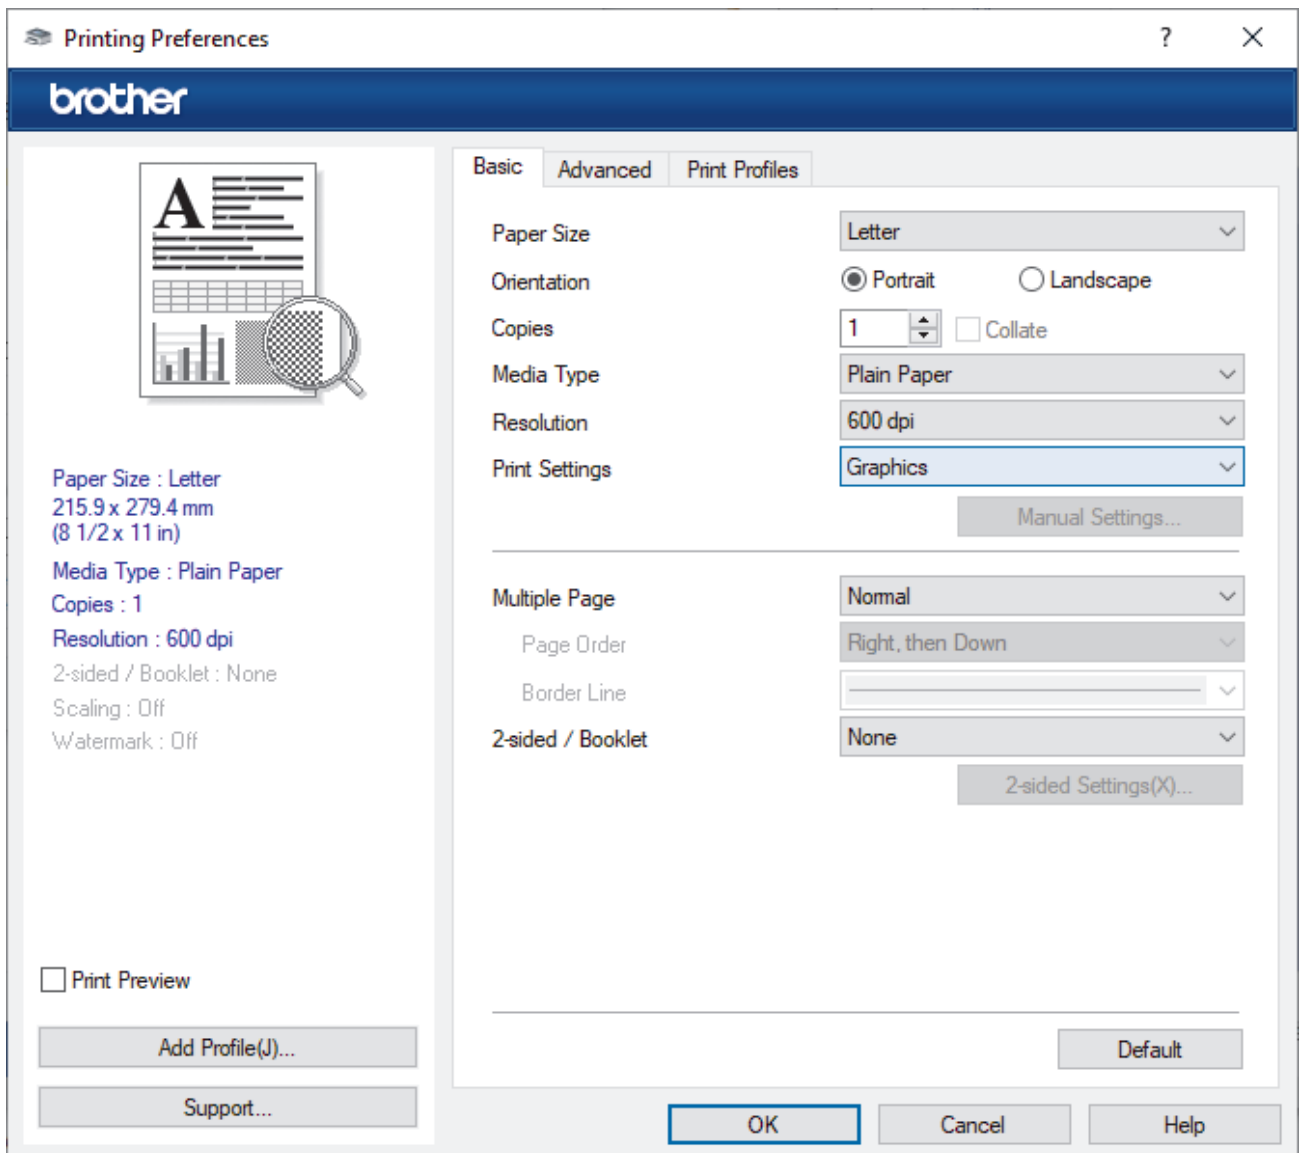 Printing Preferences
?
brother
A
Paper Size : Letter
215.9 x 279.4 mm
(8 1/2 x 11 in)
Media Type : Plain Paper
Copies : 1
Resolution : 600 dpi
2-sided / Booklet : None
Scaling : Off
Watermark : Off
Print Preview
Add Profile(J)...
Support...
Basic Advanced Print Profiles
Paper Size Letter
Orientation Portrait Landscape
Copies 1 Collate
Media Type Plain Paper
Resolution 600 dpi
Print Settings Graphics
Manual Settings...
Multiple Page Normal
Page Order Right, then Down
Border Line
2-sided / Booklet None
2-sided Settings(X)...
Default
OK Cancel Help